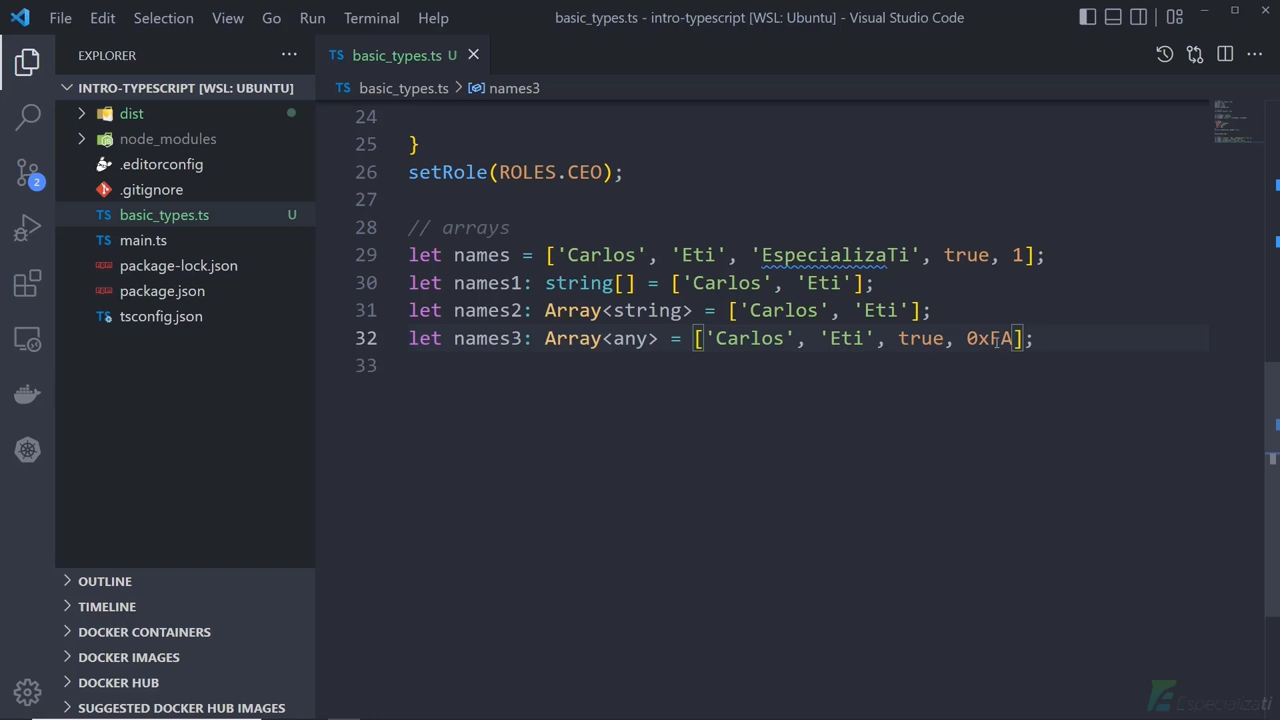 File Edit Selection View Go Run Terminal Help
basic_types.ts - intro-typescript [WSL: Ubuntu] - Visual Studio Code
EXPLORER
INTRO-TYPESCRIPT [WSL: UBUNTU]
dist
node_modules
.editorconfig
.gitignore
TS basic_types.ts U
TS main.ts
package-lock.json
package.json
TS tsconfig.json
OUTLINE
TIMELINE
DOCKER CONTAINERS
DOCKER IMAGES
DOCKER HUB
SUGGESTED DOCKER HUB IMAGES
2
TS basic_types.ts U
TS basic_types.ts > names3
24
25 }
26 setRole(ROLES.CEO);
27
28 // arrays
29 let names = ['Carlos', 'Eti', 'EspecializaTi', true, 1];
30 let names1: string[] = ['Carlos', 'Eti'];
31 let names2: Array<string> = ['Carlos', 'Eti'];
32 let names3: Array<any> = ['Carlos', 'Eti', true, 0xFA];
33
Especializati